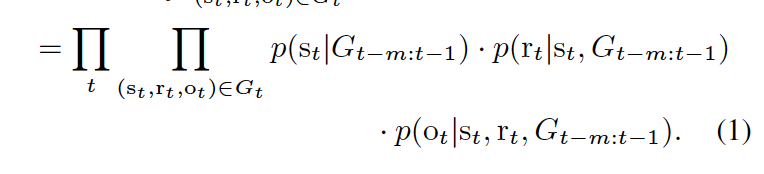 = ∏_t ∏_{(s_t,r_t,o_t)∈G_t} p(s_t|G_{t−m:t−1}) · p(r_t|s_t, G_{t−m:t−1})
· p(o_t|s_t, r_t, G_{t−m:t−1}). (1)